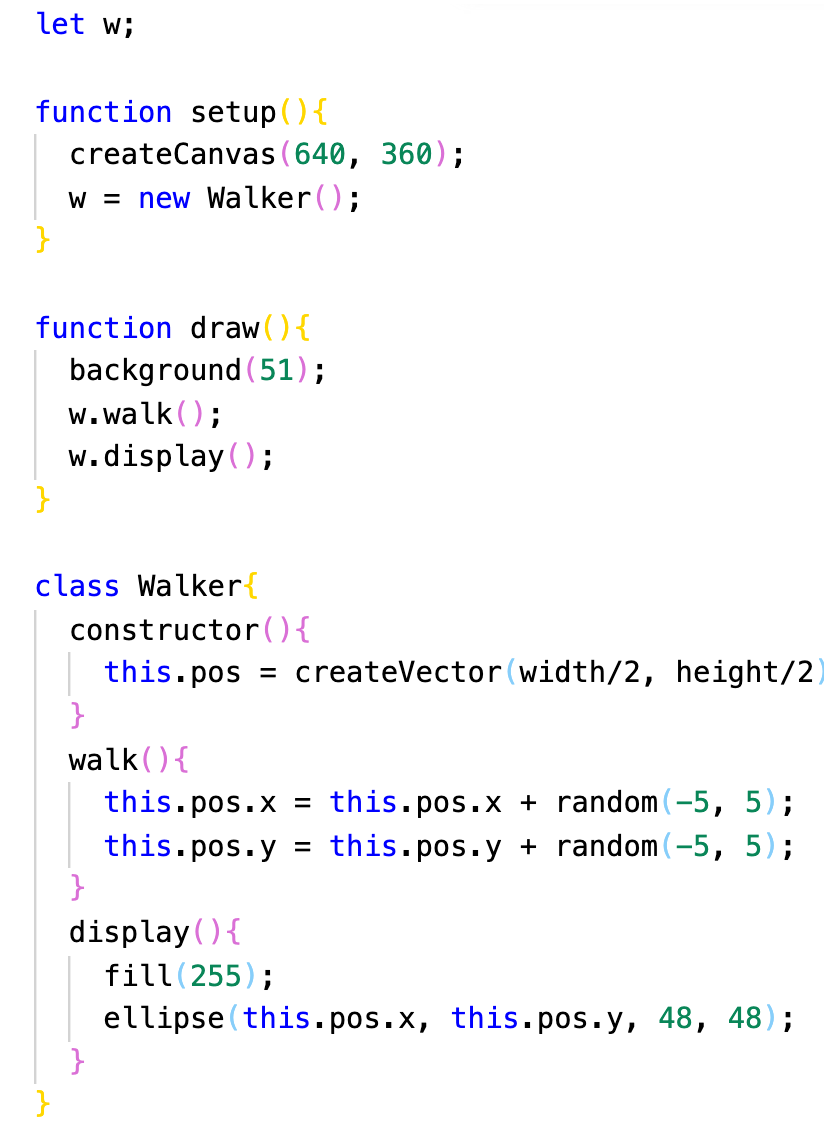 let w;
function setup(){
createCanvas(640, 360);
w = new Walker();
}
function draw(){
background(51);
w.walk();
w.display();
}
class Walker{
constructor(){
this.pos = createVector(width/2, height/2)
}
walk(){
this.pos.x = this.pos.x + random(-5, 5);
this.pos.y = this.pos.y + random(-5, 5);
}
display(){
fill(255);
ellipse(this.pos.x, this.pos.y, 48, 48);
}
}